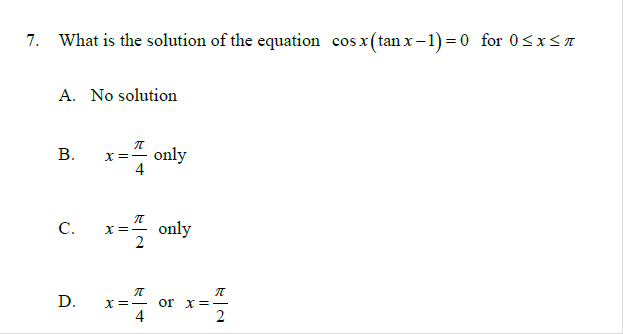 7. What is the solution of the equation cos x(tan x−1)=0 for 0≤x≤π
A. No solution
B. x=π/4 only
C. x=π/2 only
D. x=π/4 or x=π/2